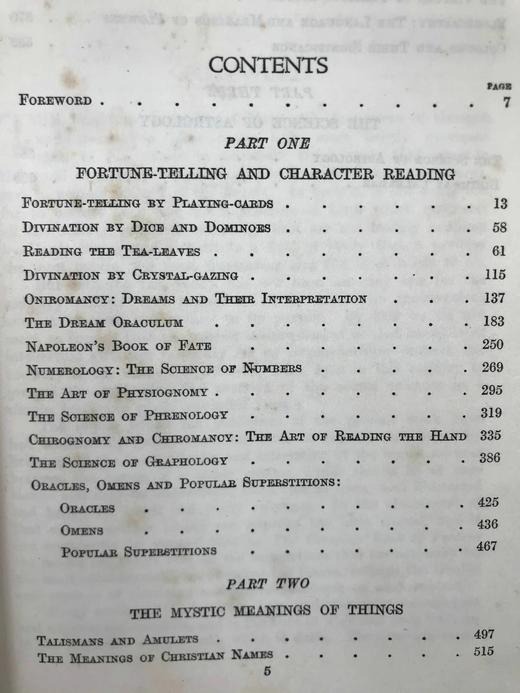 CONTENTS
PAGE
FOREWORD . . . . . . . . . . . . 7
PART ONE
FORTUNE-TELLING AND CHARACTER READING
FORTUNE-TELLING BY PLAYING-CARDS . . . . . . 13
DIVINATION BY DICE AND DOMINOES . . . . . . 58
READING THE TEA-LEAVES . . . . . . . . 61
DIVINATION BY CRYSTAL-GAZING . . . . . . . 115
ONIROMANCY: DREAMS AND THEIR INTERPRETATION . . . 137
THE DREAM ORACULUM . . . . . . . . 183
NAPOLEON'S BOOK OF FATE . . . . . . . 250
NUMEROLOGY: THE SCIENCE OF NUMBERS . . . . . 269
THE ART OF PHYSIOGNOMY . . . . . . . . 295
THE SCIENCE OF PHRENOLOGY . . . . . . . 319
CHIROGNOMY AND CHIROMANCY: THE ART OF READING THE HAND 335
THE SCIENCE OF GRAPHOLOGY . . . . . . . 386
ORACLES, OMENS AND POPULAR SUPERSTITIONS:
ORACLES . . . . . . . . . . 425
OMENS . . . . . . . . . . 436
POPULAR SUPERSTITIONS . . . . . . . 467
PART TWO
THE MYSTIC MEANINGS OF THINGS
TALISMANS AND AMULETS . . . . . . . . 497
THE MEANINGS OF CHRISTIAN NAMES . . . . . . 515
5